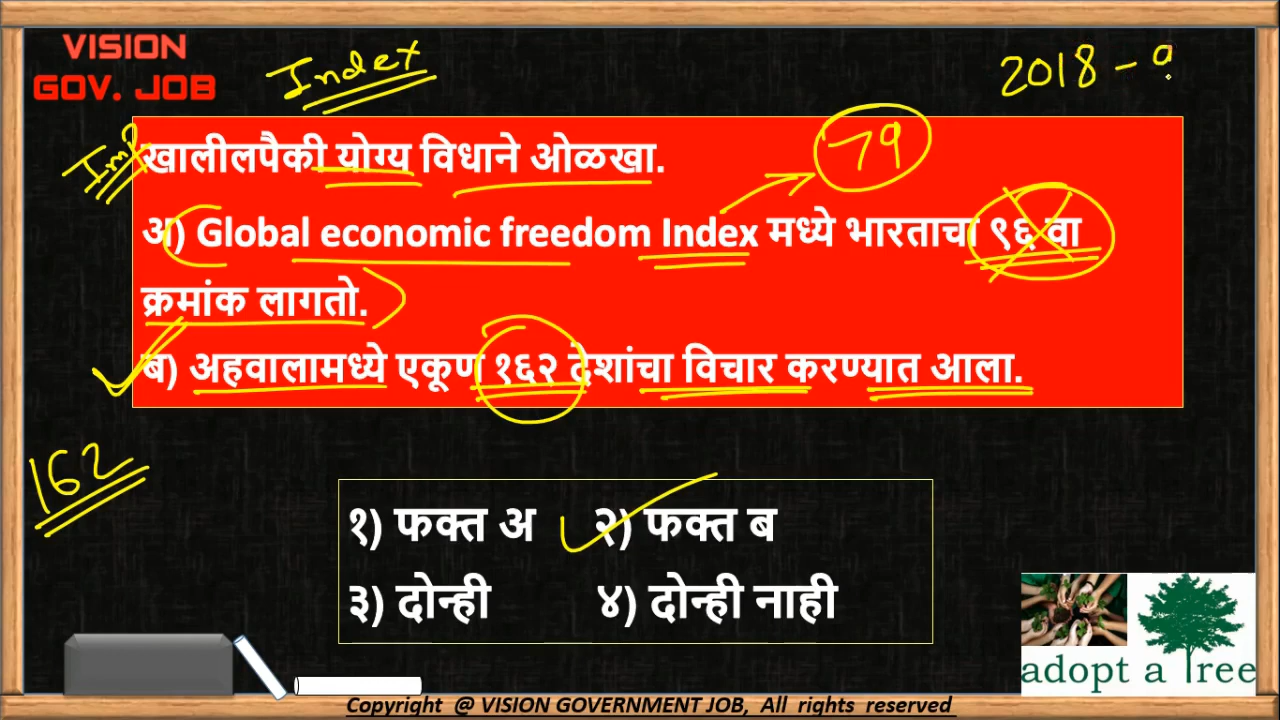 VISION
GOV. JOB
Index
2018 -
Imp
79
खालीलपैकी योग्य विधाने ओळखा.
अ) Global economic freedom Index मध्ये भारताचा ९६ वा
क्रमांक लागतो.
ब) अहवालामध्ये एकूण १६२ देशांचा विचार करण्यात आला.
162
१) फक्त अ २) फक्त ब
३) दोन्ही ४) दोन्ही नाही
adopt a Tree
Copyright @ VISION GOVERNMENT JOB, All rights reserved